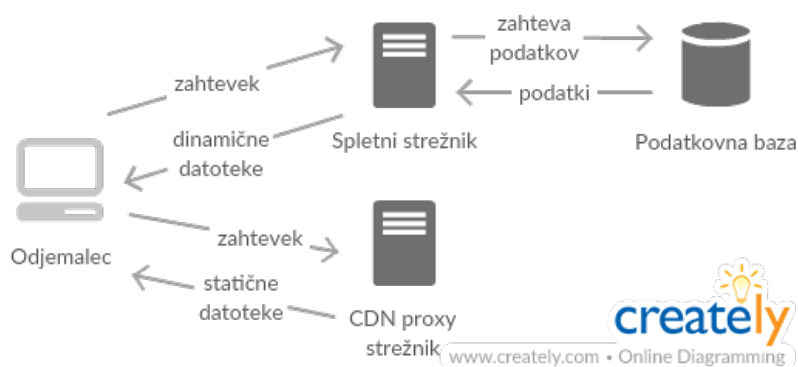 zahteva
podatkov
zahtevek
podatki
dinamične
datoteke
Spletni strežnik
Podatkovna baza
zahtevek
Odjemalec
statične
datoteke
CDN proxy
strežnik
creately
www.creately.com • Online Diagramming